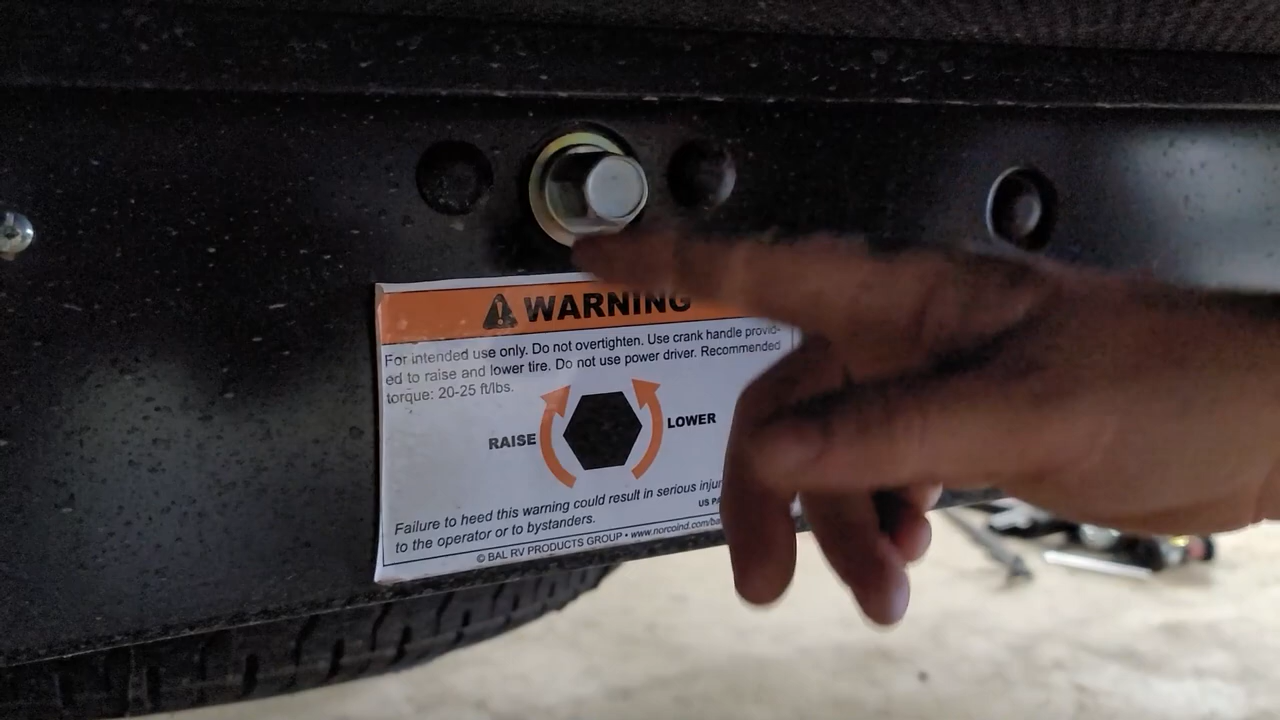 WARNING
For intended use only. Do not overtighten. Use crank handle provid-
ed to raise and lower tire. Do not use power driver. Recommended
torque: 20-25 ft/lbs.
RAISE
LOWER
Failure to heed this warning could result in serious
to the operator or to bystanders.
US
© BAL RV PRODUCTS GROUP • www.norcoind.com/